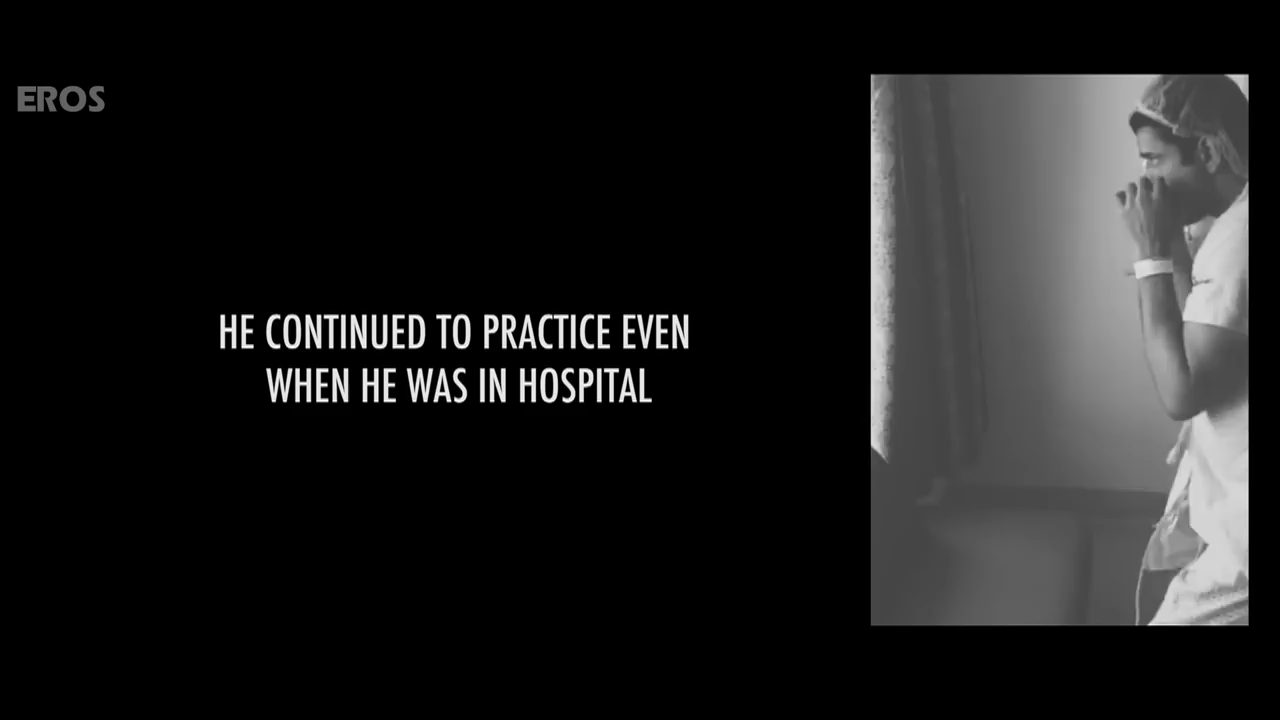 EROS
HE CONTINUED TO PRACTICE EVEN
WHEN HE WAS IN HOSPITAL